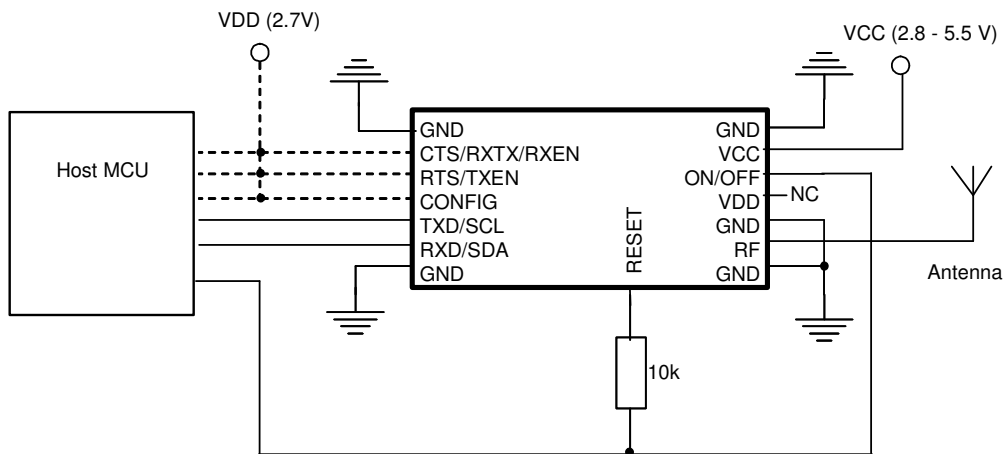 VDD (2.7V)
VCC (2.8 - 5.5 V)
Host MCU
GND
CTS/RXTX/RXEN
RTS/TXEN
CONFIG
TXD/SCL
RXD/SDA
GND
RESET
GND
VCC
ON/OFF
VDD
GND
RF
GND
NC
Antenna
10k